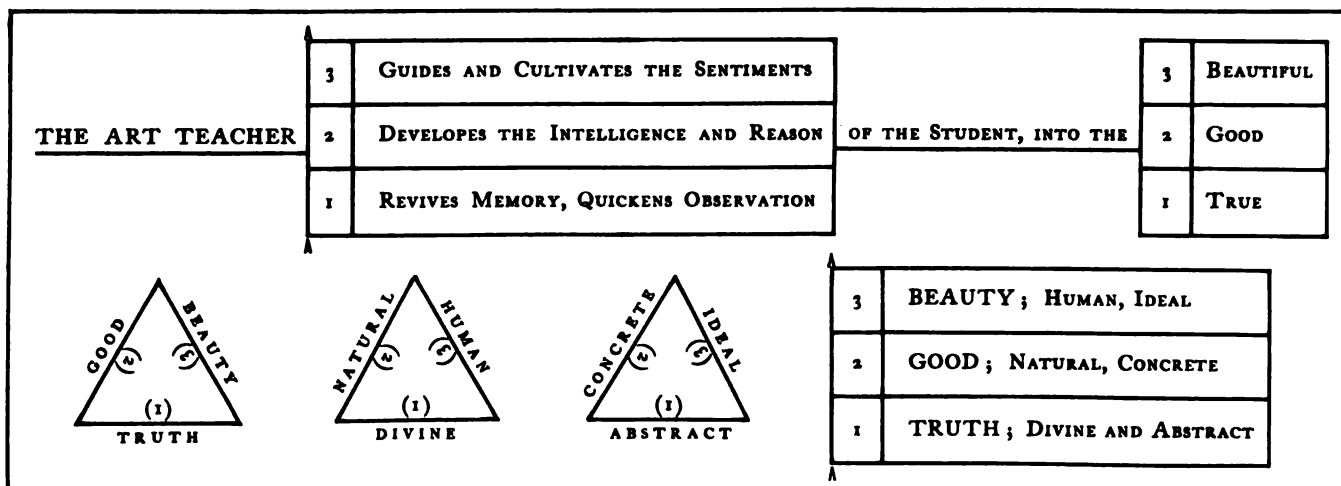 3 Guides and Cultivates the Sentiments
3 Beautiful
THE ART TEACHER 2 Developes the Intelligence and Reason of the Student, into the 2 Good
1 Revives Memory, Quickens Observation
1 True
GOOD (2) BEAUTY (3) (1) TRUTH
NATURAL (2) HUMAN (3) (1) DIVINE
CONCRETE (2) IDEAL (3) (1) ABSTRACT
3 BEAUTY; Human, Ideal
2 GOOD; Natural, Concrete
1 TRUTH; Divine and Abstract